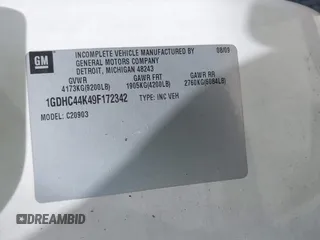 GM
INCOMPLETE VEHICLE MANUFACTURED BY 08/09
GENERAL MOTORS COMPANY
DETROIT, MICHIGAN 48243
GVWR GAWR FRT GAWR RR
4173KG(9200LB) 1905KG(4200LB) 2760KG(6084LB)
1GDHC44K49F172342 TYPE: INC VEH
MODEL: C20903
© DREAMBID